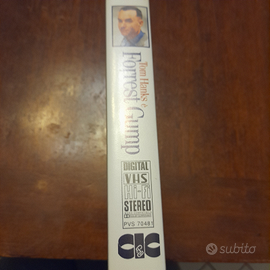 Tom Hanks è
Forrest Gump
DIGITAL
VHS
HI-FI
STEREO
PVS 70481
CIC
subito